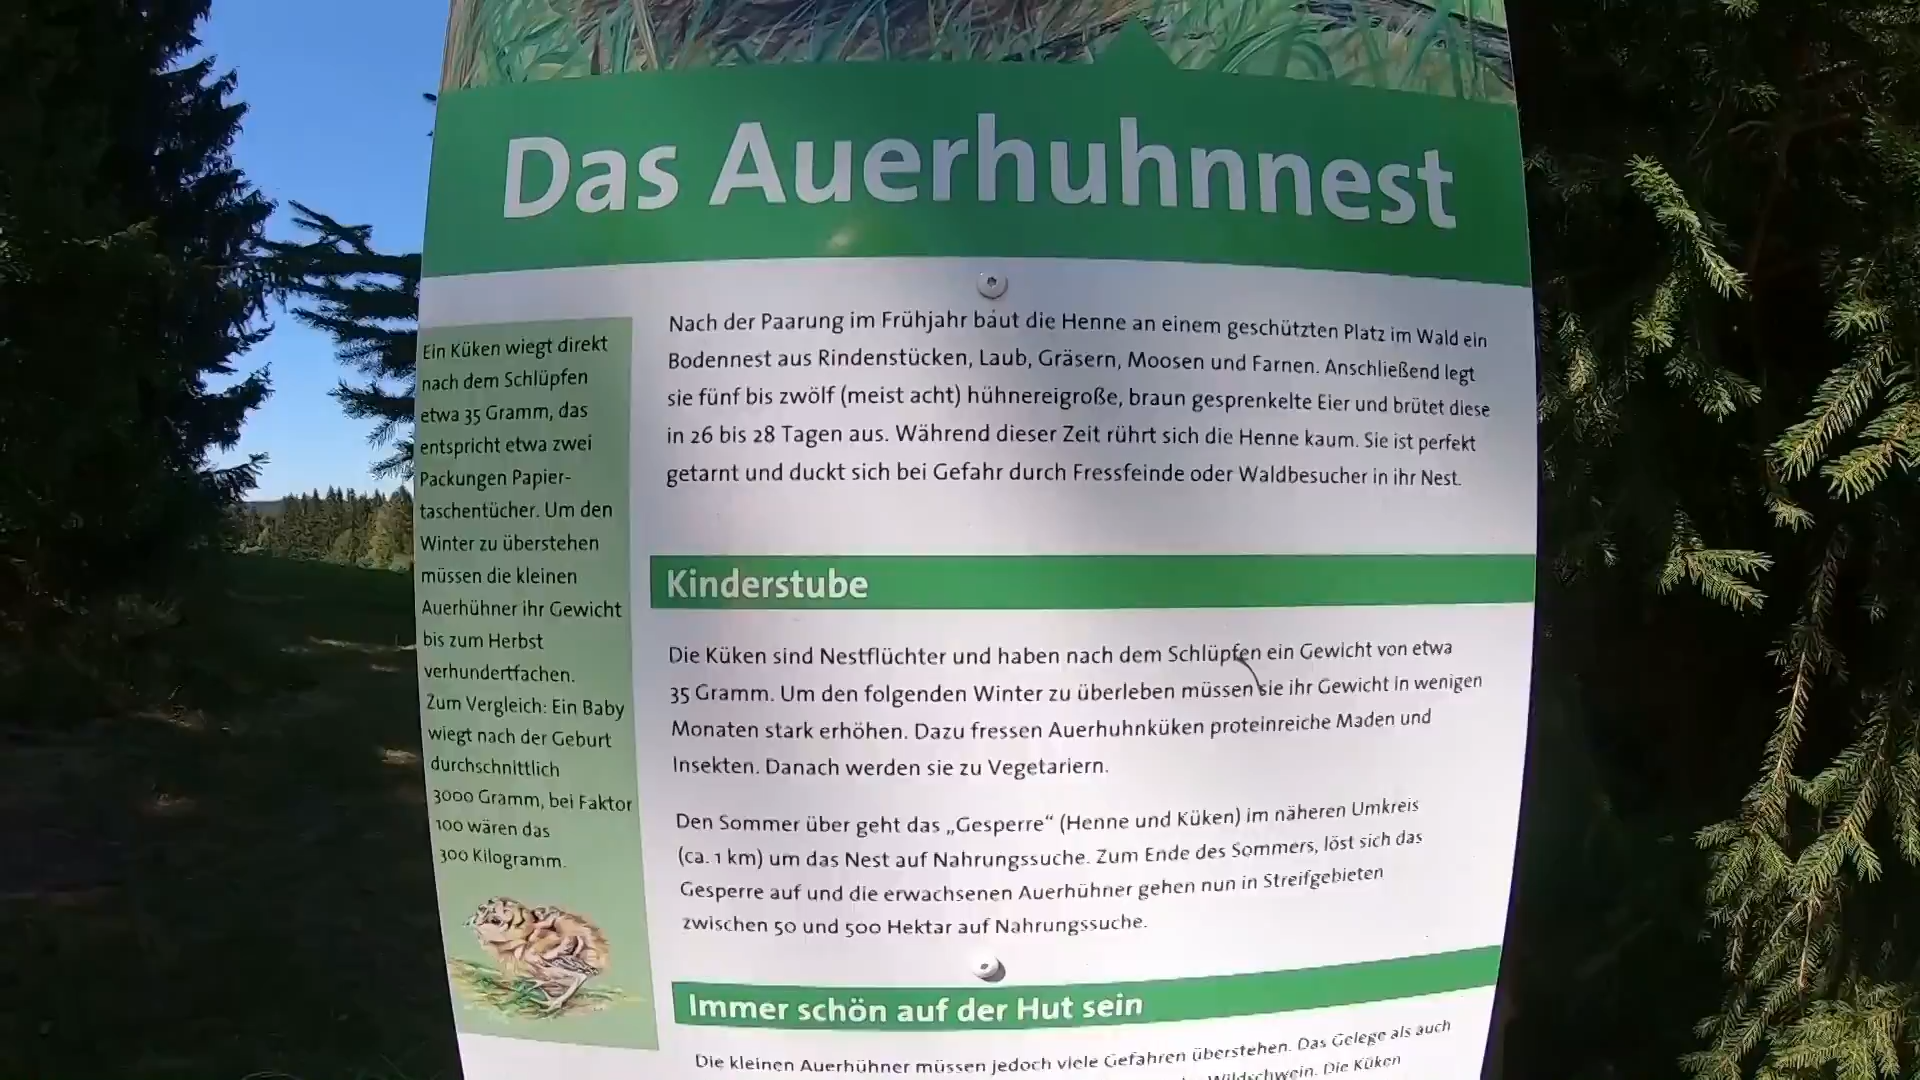 Das Auerhuhnnest
Ein Küken wiegt direkt
nach dem Schlüpfen
etwa 35 Gramm, das
entspricht etwa zwei
Packungen Papier-
taschentücher. Um den
Winter zu überstehen
müssen die kleinen
Auerhühner ihr Gewicht
bis zum Herbst
verhundertfachen.
Zum Vergleich: Ein Baby
wiegt nach der Geburt
durchschnittlich
3000 Gramm, bei Faktor
100 wären das
300 Kilogramm.
Nach der Paarung im Frühjahr baut die Henne an einem geschützten Platz im Wald ein
Bodennest aus Rindenstücken, Laub, Gräsern, Moosen und Farnen. Anschließend legt
sie fünf bis zwölf (meist acht) hühnereigroße, braun gesprenkelte Eier und brütet diese
in 26 bis 28 Tagen aus. Während dieser Zeit rührt sich die Henne kaum. Sie ist perfekt
getarnt und duckt sich bei Gefahr durch Fressfeinde oder Waldbesucher in ihr Nest.
Kinderstube
Die Küken sind Nestflüchter und haben nach dem Schlüpfen ein Gewicht von etwa
35 Gramm. Um den folgenden Winter zu überleben müssen sie ihr Gewicht in wenigen
Monaten stark erhöhen. Dazu fressen Auerhuhnküken proteinreiche Maden und
Insekten. Danach werden sie zu Vegetariern.
Den Sommer über geht das „Gesperre“ (Henne und Küken) im näheren Umkreis
(ca. 1 km) um das Nest auf Nahrungssuche. Zum Ende des Sommers, löst sich das
Gesperre auf und die erwachsenen Auerhühner gehen nun in Streifgebieten
zwischen 50 und 500 Hektar auf Nahrungssuche.
Immer schön auf der Hut sein
Die kleinen Auerhühner müssen jedoch viele Gefahren überstehen. Das Gelege als auch
Wildschwein. Die Küken